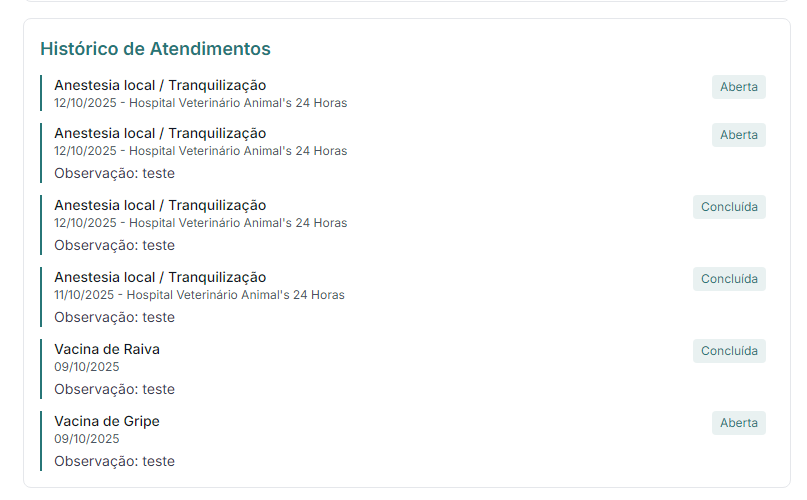 Histórico de Atendimentos
Anestesia local / Tranquilização
Aberta
12/10/2025 - Hospital Veterinário Animal's 24 Horas
Anestesia local / Tranquilização
Aberta
12/10/2025 - Hospital Veterinário Animal's 24 Horas
Observação: teste
Anestesia local / Tranquilização
Concluída
12/10/2025 - Hospital Veterinário Animal's 24 Horas
Observação: teste
Anestesia local / Tranquilização
Concluída
11/10/2025 - Hospital Veterinário Animal's 24 Horas
Observação: teste
Vacina de Raiva
Concluída
09/10/2025
Observação: teste
Vacina de Gripe
Aberta
09/10/2025
Observação: teste